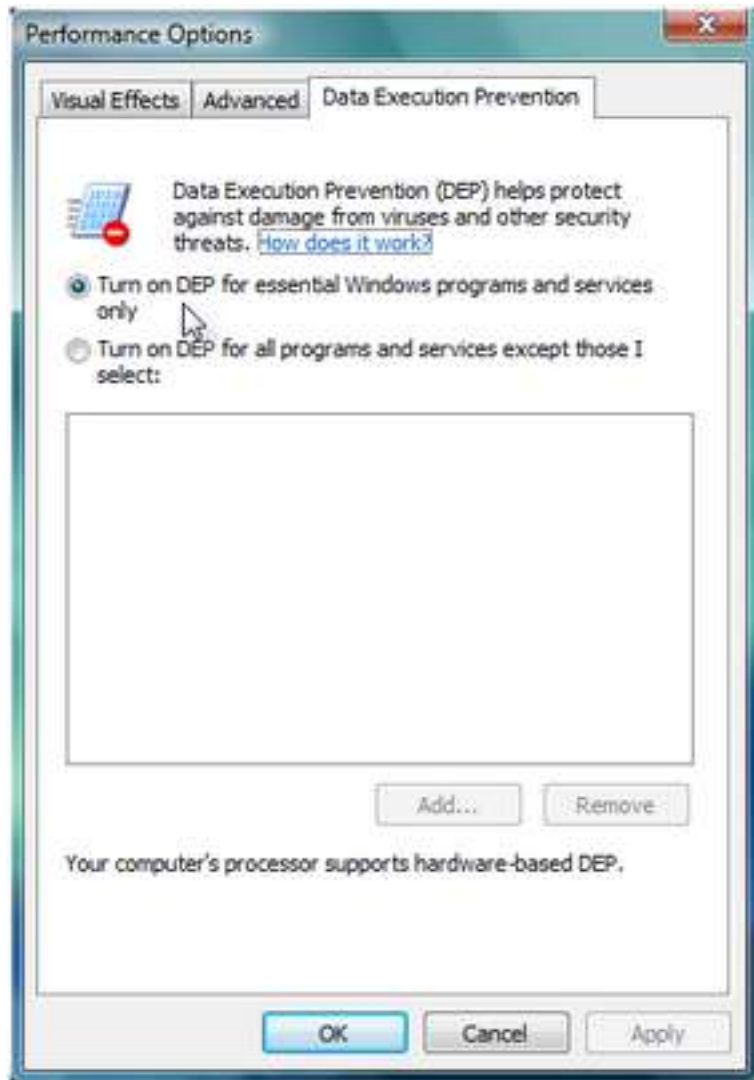 Performance Options
Visual Effects
Advanced
Data Execution Prevention
Data Execution Prevention (DEP) helps protect
against damage from viruses and other security
threats. How does it work?
Turn on DEP for essential Windows programs and services
only
Turn on DEP for all programs and services except those I
select:
Add...
Remove
Your computer's processor supports hardware-based DEP.
OK
Cancel
Apply